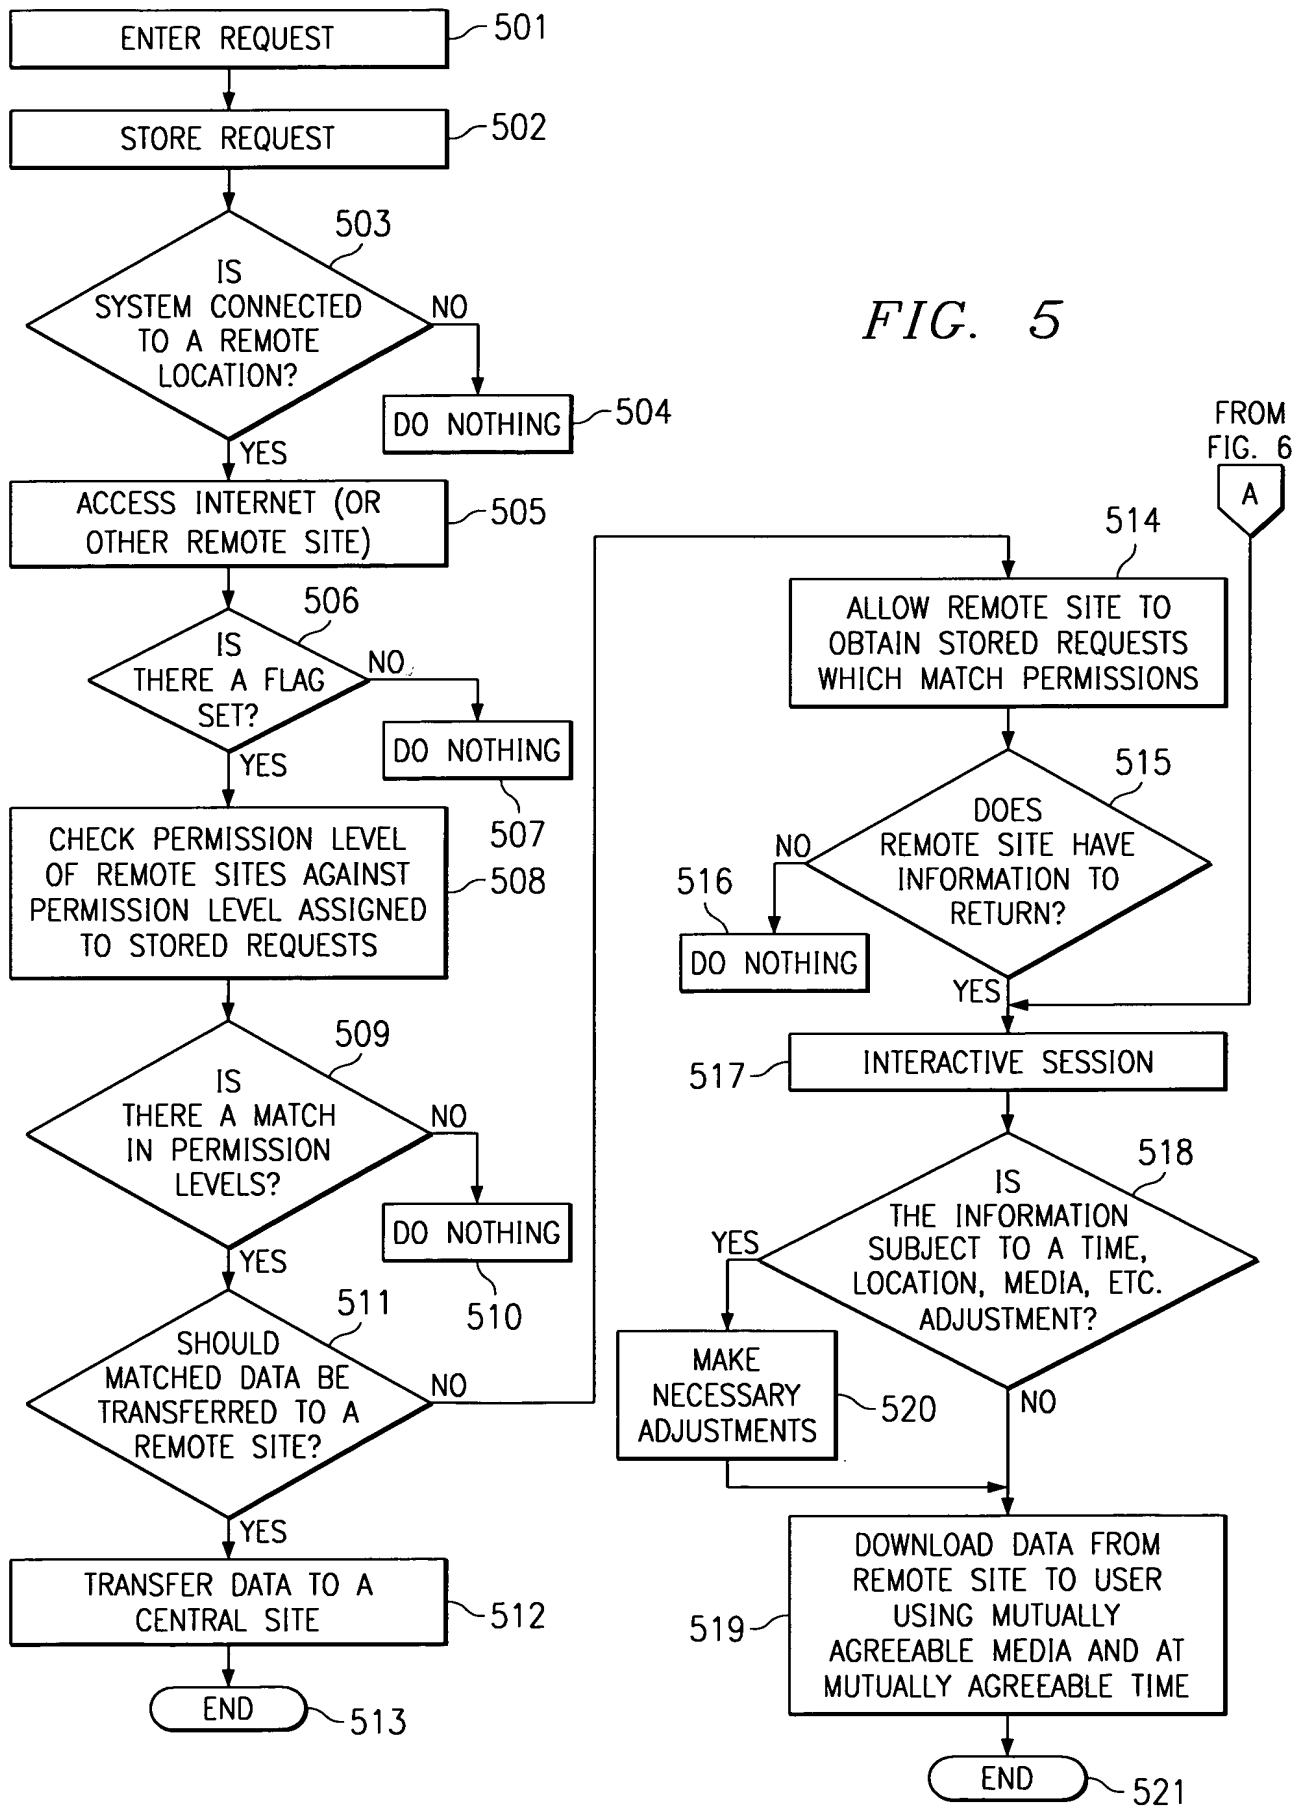 ENTER REQUEST
501
STORE REQUEST
502
503
IS
SYSTEM CONNECTED
TO A REMOTE
LOCATION?
NO
DO NOTHING
504
YES
ACCESS INTERNET (OR
OTHER REMOTE SITE)
505
506
IS
THERE A FLAG
SET?
NO
DO NOTHING
507
YES
CHECK PERMISSION LEVEL
OF REMOTE SITES AGAINST
PERMISSION LEVEL ASSIGNED
TO STORED REQUESTS
508
509
IS
THERE A MATCH
IN PERMISSION
LEVELS?
NO
DO NOTHING
510
YES
511
SHOULD
MATCHED DATA BE
TRANSFERRED TO A
REMOTE SITE?
NO
YES
TRANSFER DATA TO A
CENTRAL SITE
512
END
513
FIG. 5
FROM
FIG. 6
A
514
ALLOW REMOTE SITE TO
OBTAIN STORED REQUESTS
WHICH MATCH PERMISSIONS
515
DOES
REMOTE SITE HAVE
INFORMATION TO
RETURN?
NO
516
DO NOTHING
YES
517
INTERACTIVE SESSION
518
IS
THE INFORMATION
SUBJECT TO A TIME,
LOCATION, MEDIA, ETC.
ADJUSTMENT?
YES
MAKE
NECESSARY
ADJUSTMENTS
520
NO
519
DOWNLOAD DATA FROM
REMOTE SITE TO USER
USING MUTUALLY
AGREEABLE MEDIA AND AT
MUTUALLY AGREEABLE TIME
END
521